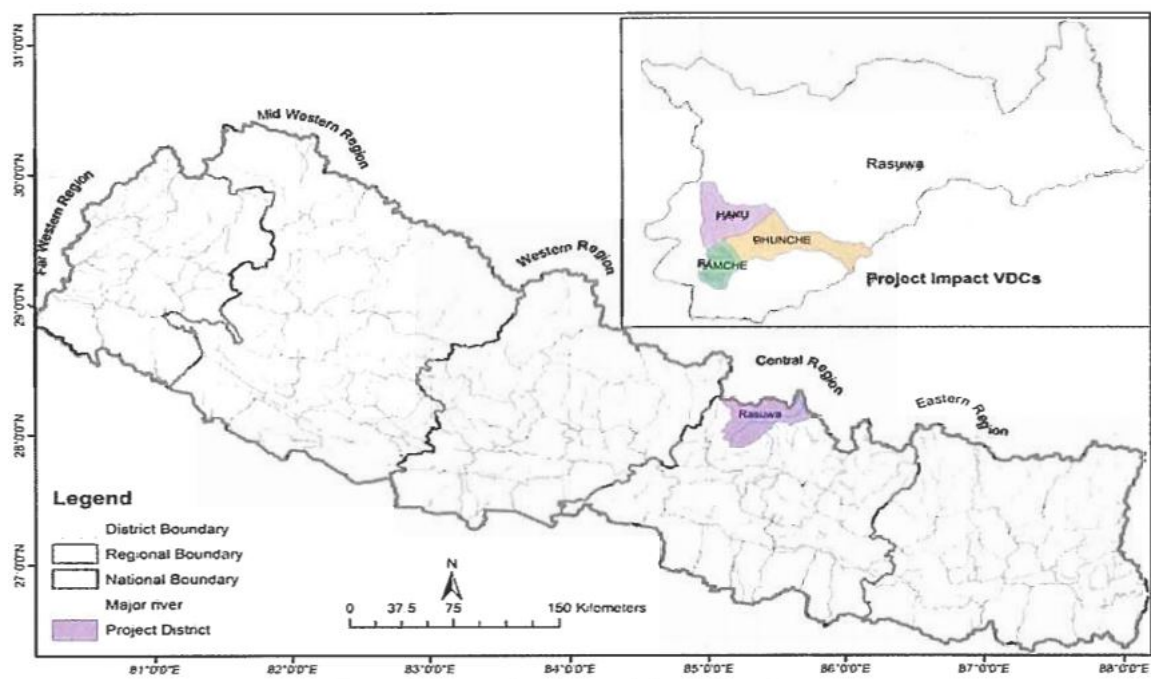 31°0'0"N
30°0'0"N
29°0'0"N
28°0'0"N
27°0'0"N
Far Western Region
Mid Western Region
Western Region
Central Region
Eastern Region
Rasuwa
Rasuwa
HAKU
DHUNCHE
RAMCHE
Project Impact VDCs
Legend
District Boundary
Regional Boundary
National Boundary
Major river
Project District
N
0 37.5 75 150 Kilometers
81°0'0"E 82°0'0"E 83°0'0"E 84°0'0"E 85°0'0"E 86°0'0"E 87°0'0"E 88°0'0"E